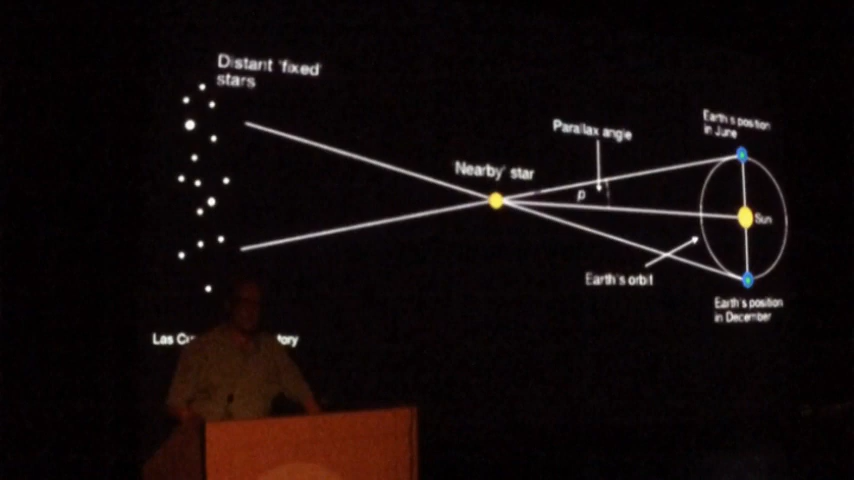 Distant 'fixed'
stars
Earth's position
in June
Parallax angle
'Nearby' star
p
Sun
Earth's orbit
Earth's position
in December
Las Cu
tory